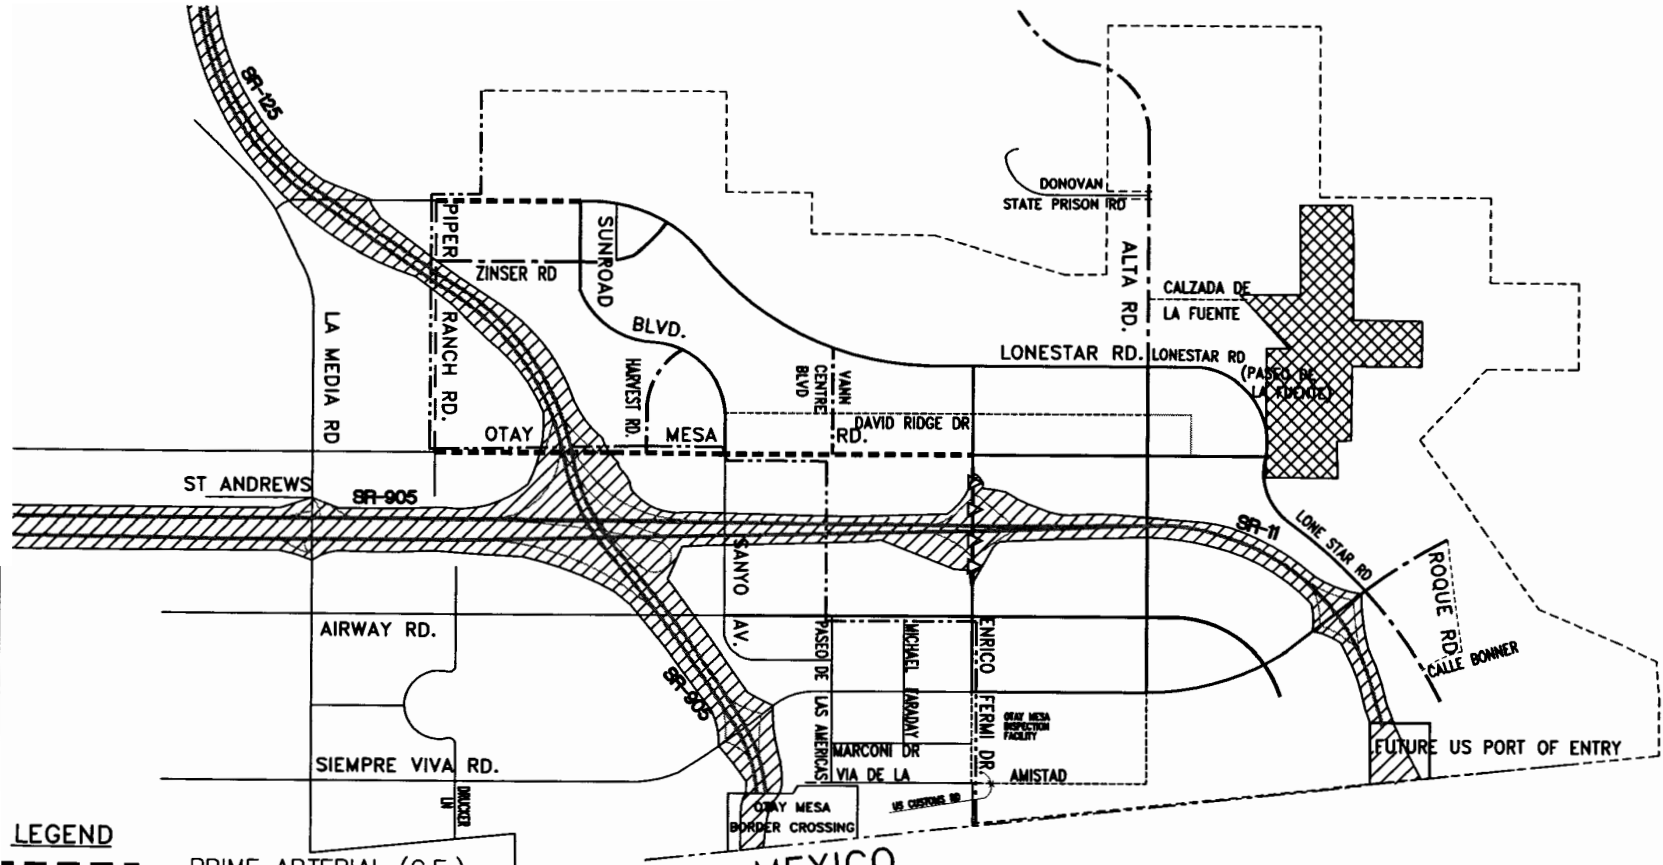 SR-125
DONOVAN
STATE PRISON RD
PIPER
RANCH RD.
SUNROAD
BLVD.
ZINSER RD
ALTA RD.
CALZADA DE
LA FUENTE
LA MEDIA RD
HARVEST RD.
VANN
CENTRE
BLVD
LONESTAR RD.
LONESTAR RD
(PASEO DE
LA FUENTE)
OTAY MESA RD.
DAVID RIDGE DR
ST ANDREWS
SR-905
SR-11
LONE STAR RD
SANYO AV.
ROQUE RD
CALLE BONNER
AIRWAY RD.
SR-905
PASEO DE LAS AMERICAS
MICHAEL FARADAY
ENRICO FERMI DR
OTAY MESA
INSPECTION
FACILITY
MARCONI DR
FUTURE US PORT OF ENTRY
SIEMPRE VIVA RD.
VIA DE LA AMISTAD
DRUCKER
LN
US CUSTOMS RD
OTAY MESA
BORDER CROSSING
LEGEND
PRIME ARTERIAL (C.E.)
MEXICO